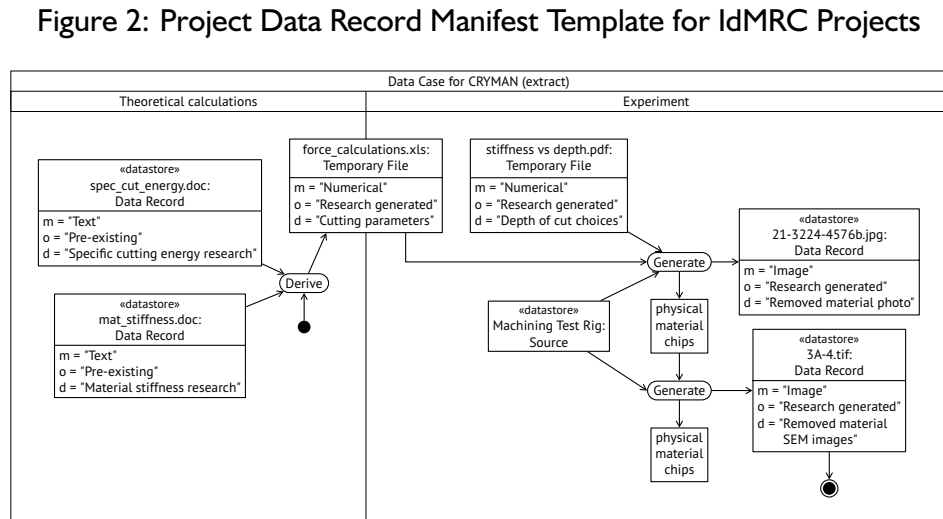 Figure 2: Project Data Record Manifest Template for IdMRC Projects
Data Case for CRYMAN (extract)
Theoretical calculations
Experiment
«datastore»
spec_cut_energy.doc:
Data Record
m = "Text"
o = "Pre-existing"
d = "Specific cutting energy research"
«datastore»
mat_stiffness.doc:
Data Record
m = "Text"
o = "Pre-existing"
d = "Material stiffness research"
Derive
force_calculations.xls:
Temporary File
m = "Numerical"
o = "Research generated"
d = "Cutting parameters"
stiffness vs depth.pdf:
Temporary File
m = "Numerical"
o = "Research generated"
d = "Depth of cut choices"
Generate
«datastore»
21-3224-4576b.jpg:
Data Record
m = "Image"
o = "Research generated"
d = "Removed material photo"
«datastore»
Machining Test Rig:
Source
physical
material
chips
Generate
«datastore»
3A-4.tif:
Data Record
m = "Image"
o = "Research generated"
d = "Removed material
SEM images"
physical
material
chips